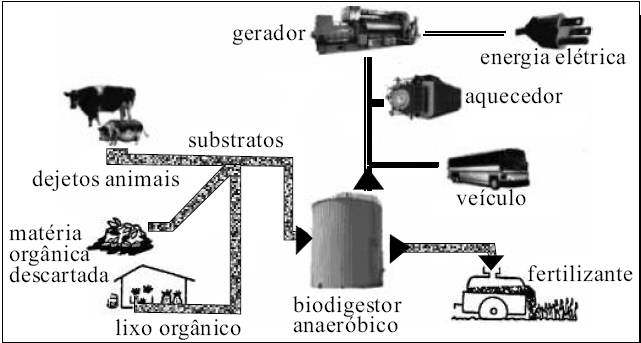 gerador
energia elétrica
aquecedor
substratos
dejetos animais
veículo
matéria
orgânica
descartada
fertilizante
biodigestor
anaeróbico
lixo orgânico